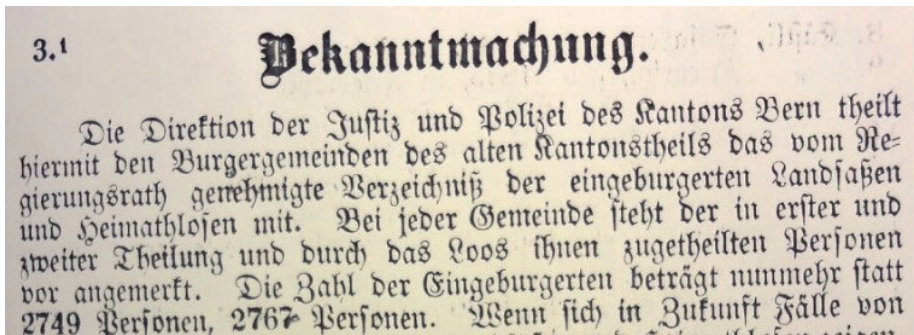 3.¹
Bekanntmachung.
Die Direktion der Justiz und Polizei des Kantons Bern theilt
hiermit den Burgergemeinden des alten Kantonstheils das vom Re-
gierungsrath genehmigte Verzeichniß der eingeburgerten Landsaßen
und Heimathlosen mit. Bei jeder Gemeinde steht der in erster und
zweiter Theilung und durch das Loos ihnen zugetheilten Personen
vor angemerkt. Die Zahl der Eingeburgerten beträgt nunmehr statt
2749 Personen, 2767 Personen. Wenn sich in Zukunft Fälle von